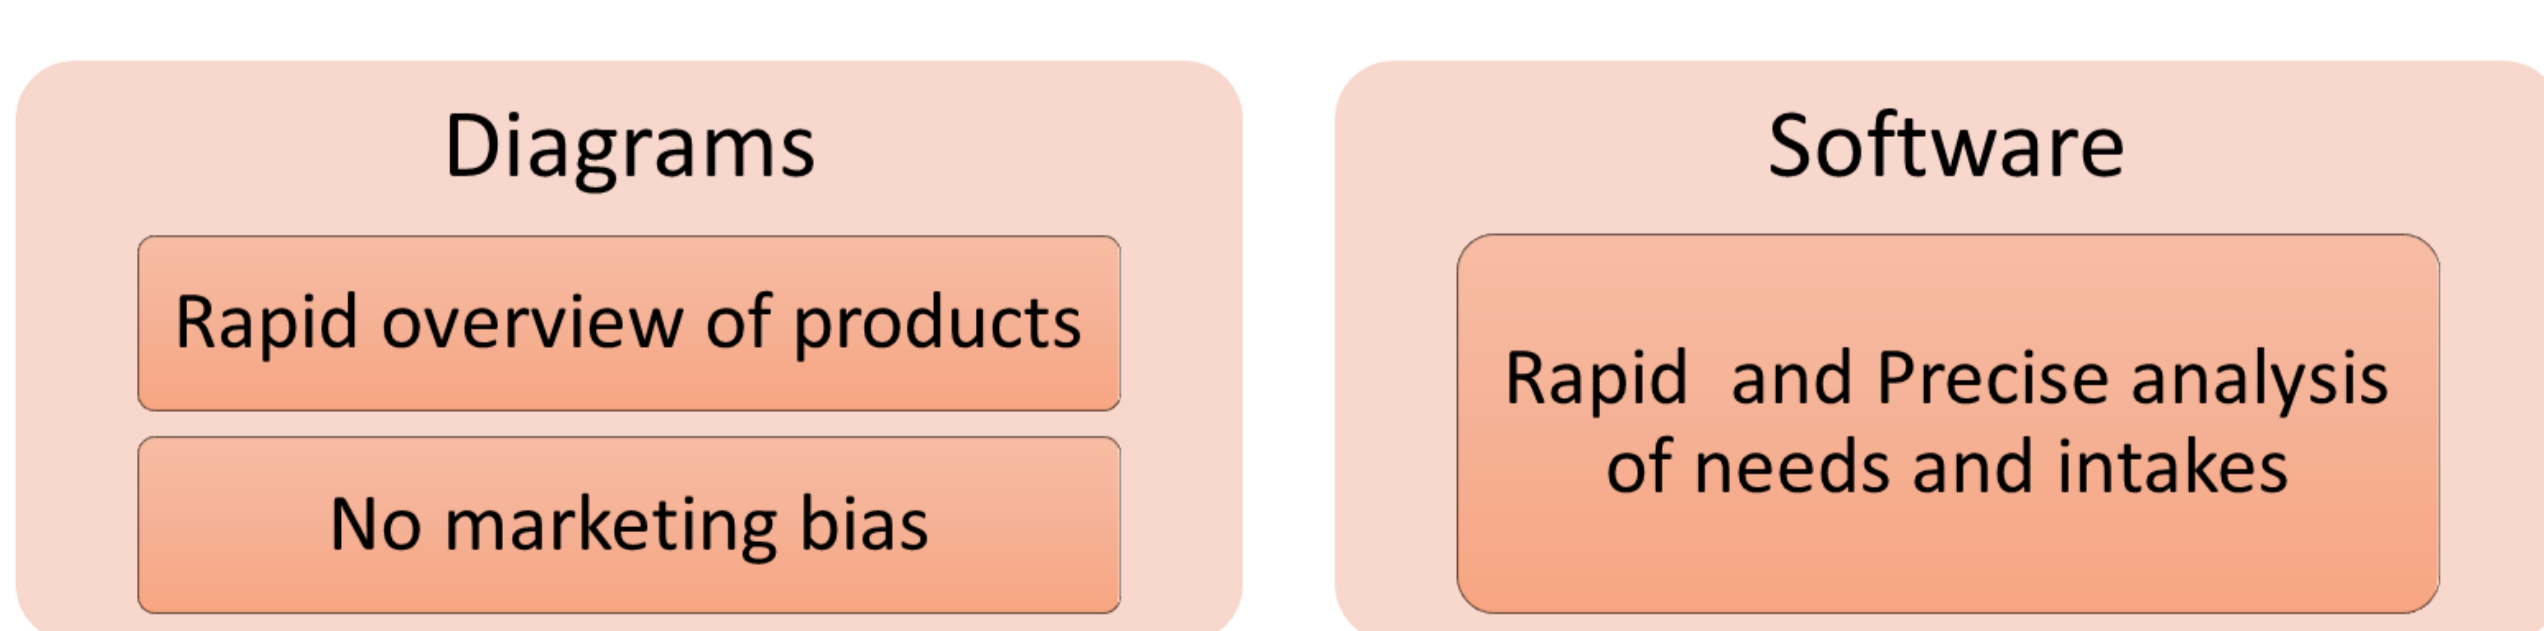 Diagrams
Rapid overview of products
No marketing bias
Software
Rapid  and Precise analysis
of needs and intakes